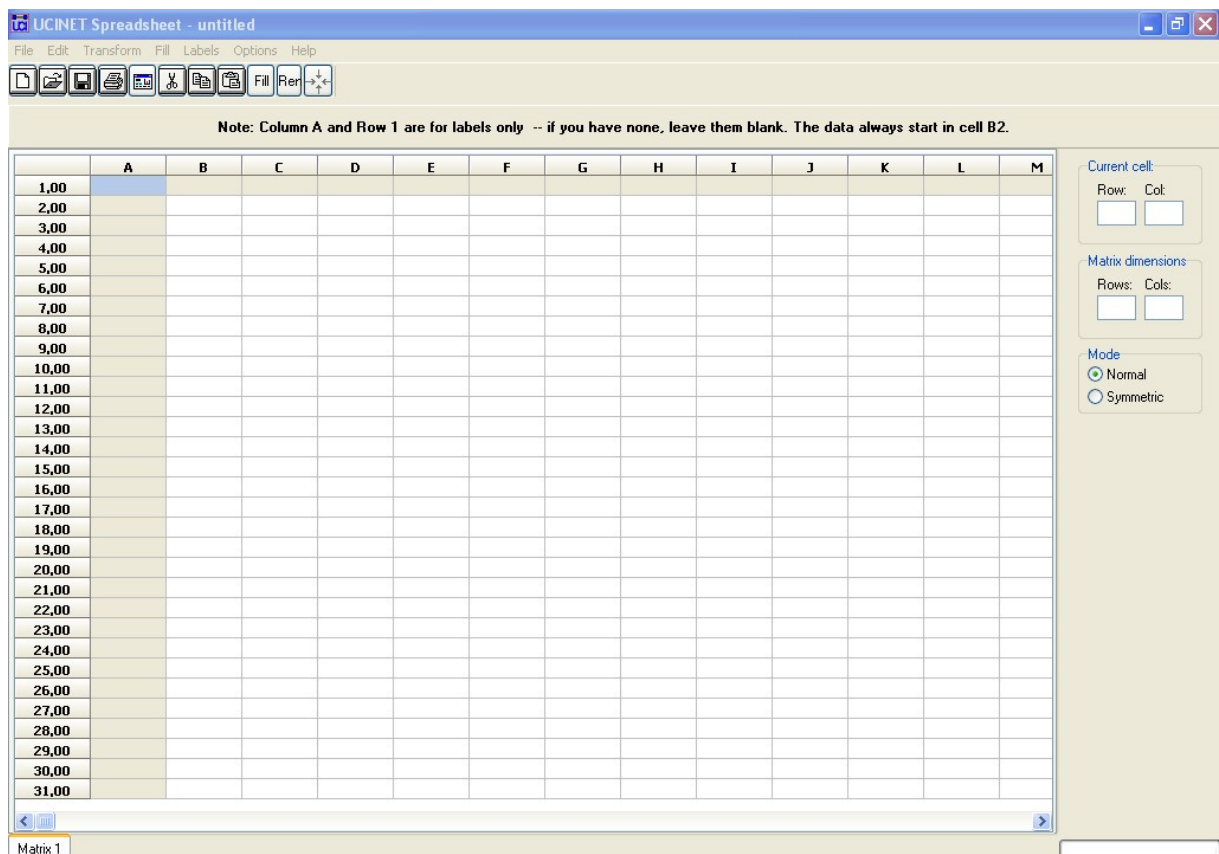 UCINET Spreadsheet - untitled
File Edit Transform Fill Labels Options Help
Fill Ren
Note: Column A and Row 1 are for labels only -- if you have none, leave them blank. The data always start in cell B2.
A B C D E F G H I J K L M
1,00
2,00
3,00
4,00
5,00
6,00
7,00
8,00
9,00
10,00
11,00
12,00
13,00
14,00
15,00
16,00
17,00
18,00
19,00
20,00
21,00
22,00
23,00
24,00
25,00
26,00
27,00
28,00
29,00
30,00
31,00
Current cell:
Row: Col:
Matrix dimensions
Rows: Cols:
Mode
Normal
Symmetric
Matrix 1